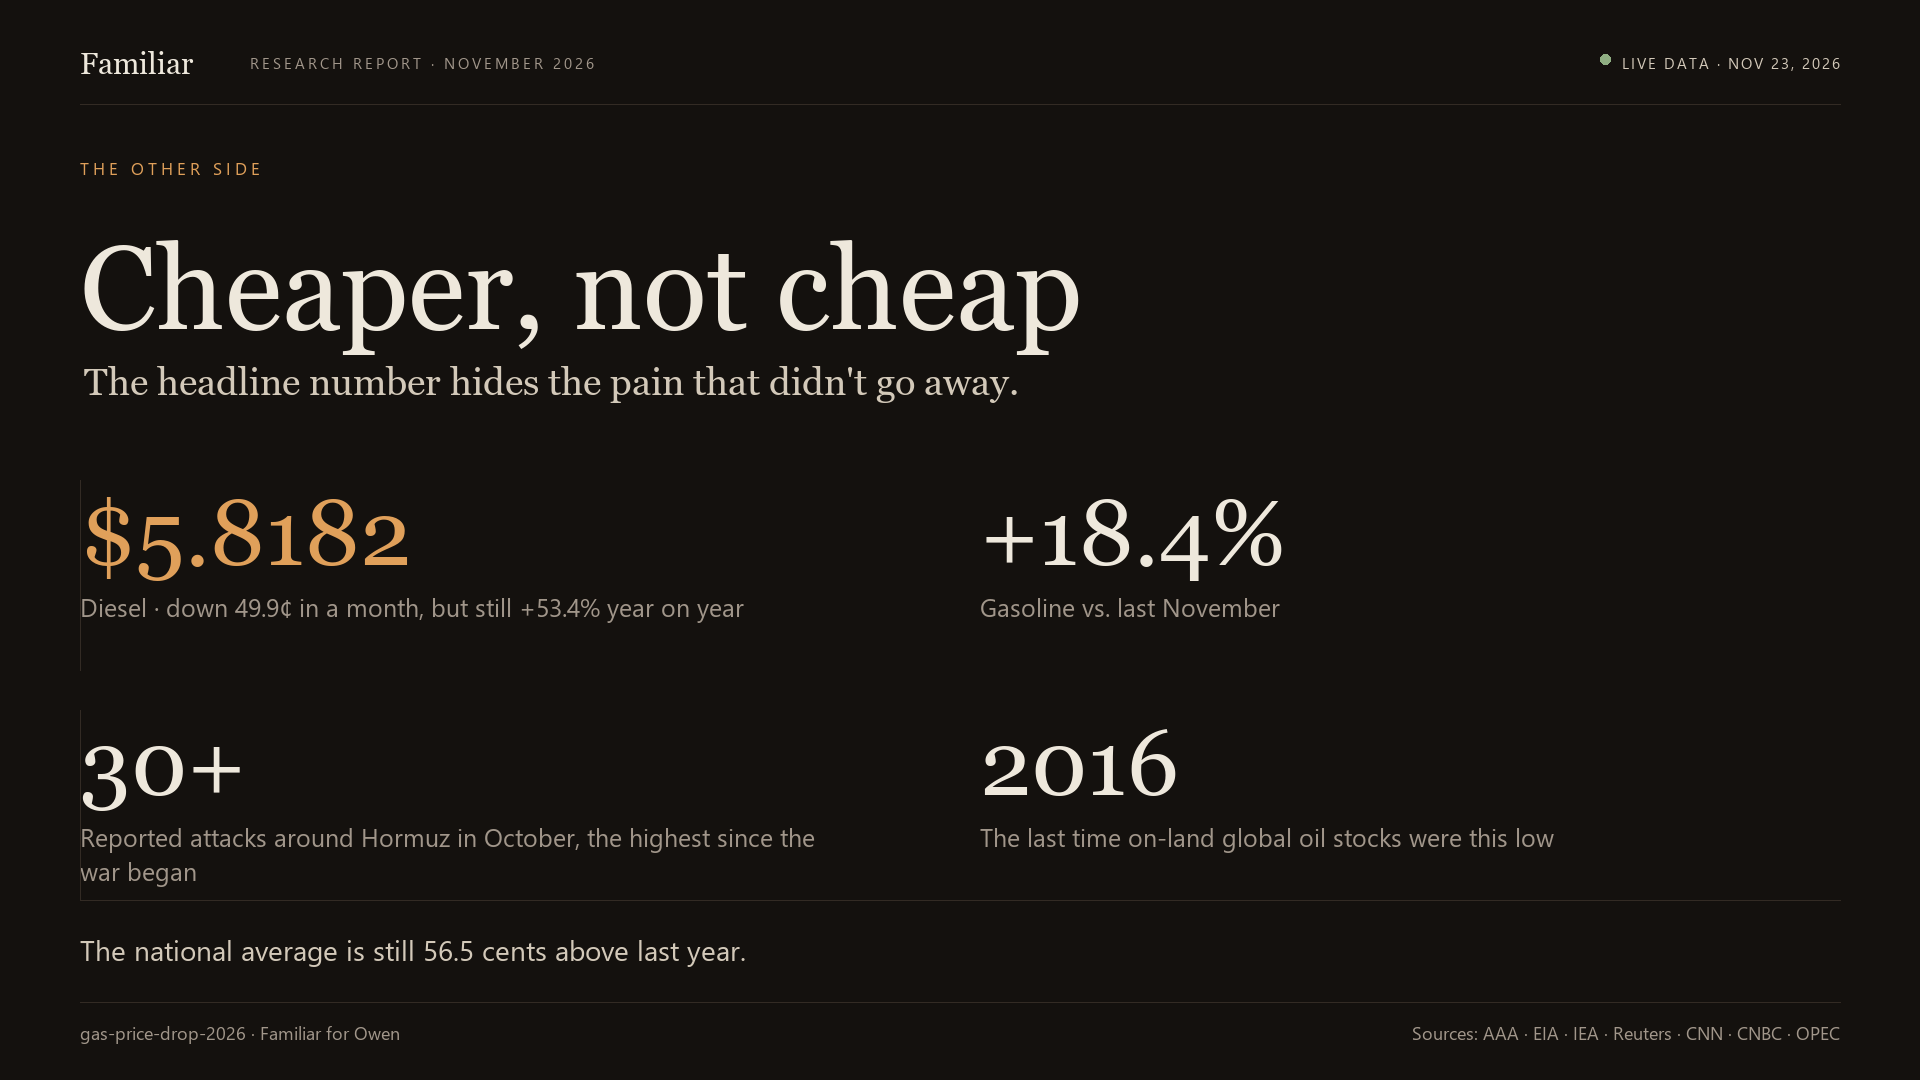 Familiar
RESEARCH REPORT · NOVEMBER 2026
LIVE DATA · NOV 23, 2026
THE OTHER SIDE
Cheaper, not cheap
The headline number hides the pain that didn't go away.
$5.8182
Diesel · down 49.9¢ in a month, but still +53.4% year on year
+18.4%
Gasoline vs. last November
30+
Reported attacks around Hormuz in October, the highest since the
war began
2016
The last time on-land global oil stocks were this low
The national average is still 56.5 cents above last year.
gas-price-drop-2026 · Familiar for Owen
Sources: AAA · EIA · IEA · Reuters · CNN · CNBC · OPEC